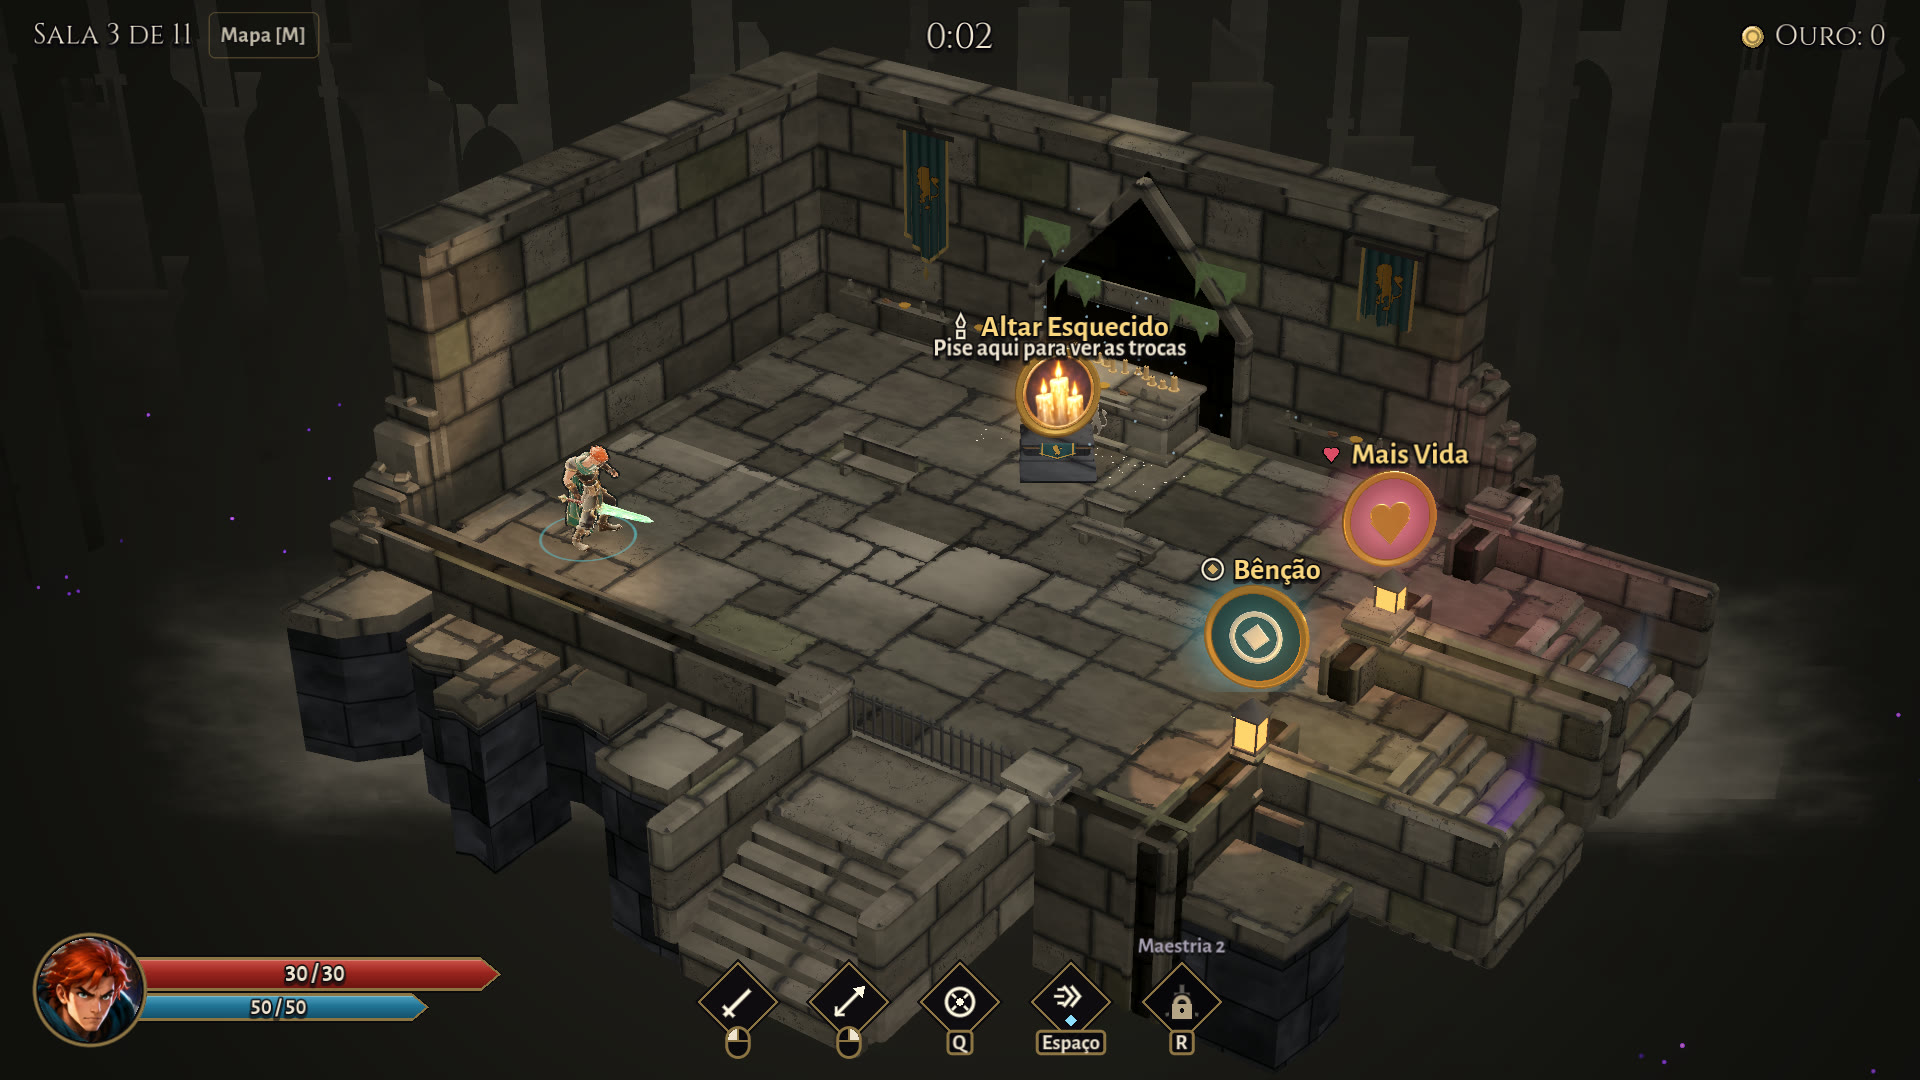 Sala 3 de 11
Mapa [M]
0:02
Ouro: 0
Altar Esquecido
Pise aqui para ver as trocas
Mais Vida
Bênção
Maestria 2
30/30
50/50
Q
Espaço
R